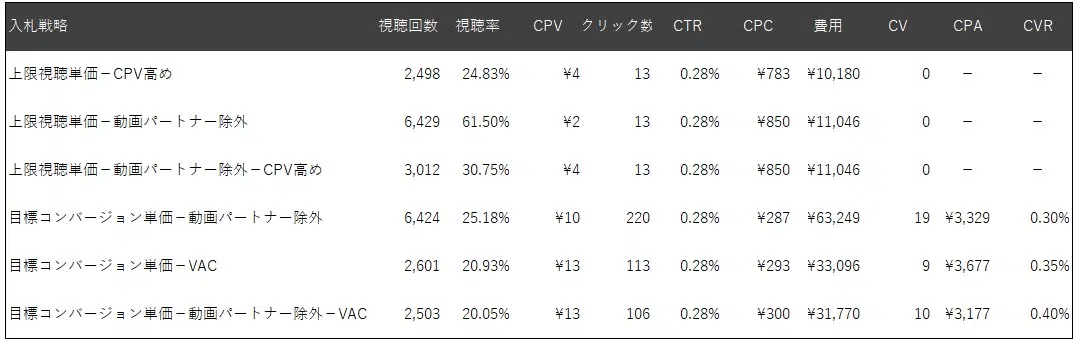 入札戦略 視聴回数 視聴率 CPV クリック数 CTR CPC 費用 CV CPA CVR
上限視聴単価－CPV高め 2,498 24.83% ¥4 13 0.28% ¥783 ¥10,180 0 － －
上限視聴単価－動画パートナー除外 6,429 61.50% ¥2 13 0.28% ¥850 ¥11,046 0 － －
上限視聴単価－動画パートナー除外－CPV高め 3,012 30.75% ¥4 13 0.28% ¥850 ¥11,046 0 － －
目標コンバージョン単価－動画パートナー除外 6,424 25.18% ¥10 220 0.28% ¥287 ¥63,249 19 ¥3,329 0.30%
目標コンバージョン単価－VAC 2,601 20.93% ¥13 113 0.28% ¥293 ¥33,096 9 ¥3,677 0.35%
目標コンバージョン単価－動画パートナー除外－VAC 2,503 20.05% ¥13 106 0.28% ¥300 ¥31,770 10 ¥3,177 0.40%